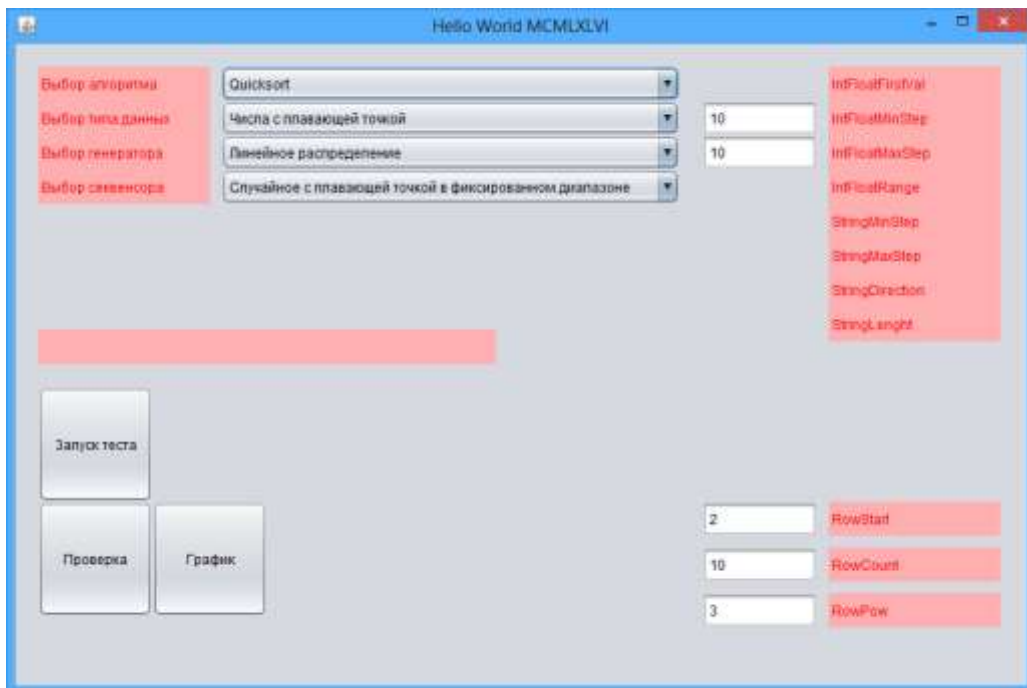 Hello World MCMLXLVI
Выбор алгоритма
Quicksort
IntFloatFirstVal
Выбор типа данных
Числа с плавающей точкой
10
IntFloatMinStep
Выбор генератора
Линейное распределение
10
IntFloatMaxStep
Выбор секвенсора
Случайное с плавающей точкой в фиксированном диапазоне
IntFloatRange
StringMinStep
StringMaxStep
StringDirection
StringLenght
Запуск теста
Проверка
График
2
RowStart
10
RowCount
3
RowPow